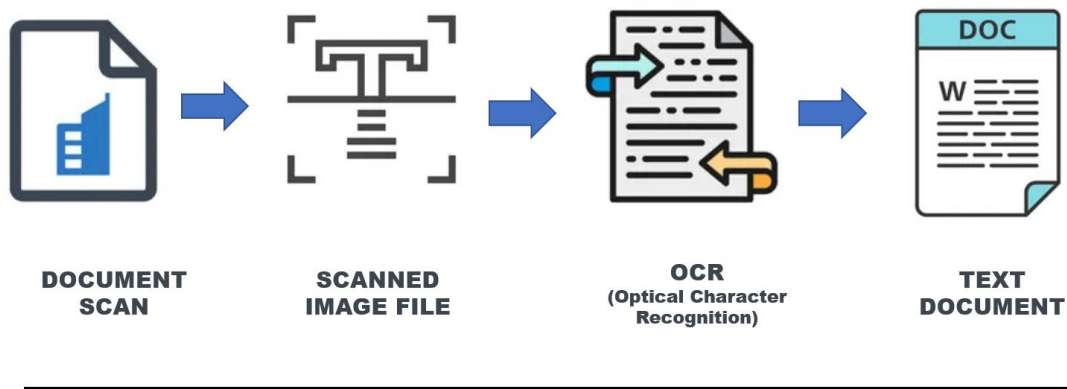 DOC
W
DOCUMENT
SCAN
SCANNED
IMAGE FILE
OCR
(Optical Character
Recognition)
TEXT
DOCUMENT